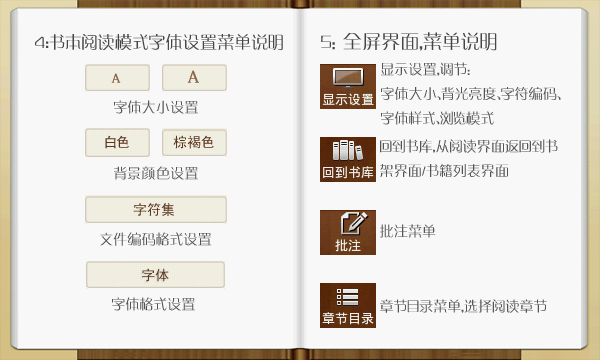 4:书本阅读模式字体设置菜单说明
A A
字体大小设置
白色 棕褐色
背景颜色设置
字符集
文件编码格式设置
字体
字体格式设置
5: 全屏界面,菜单说明
显示设置
显示设置,调节:
字体大小、背光亮度、字符编码、
字体样式、浏览模式
回到书库
回到书库,从阅读界面返回到书
架界面/书籍列表界面
批注
批注菜单
章节目录
章节目录菜单,选择阅读章节